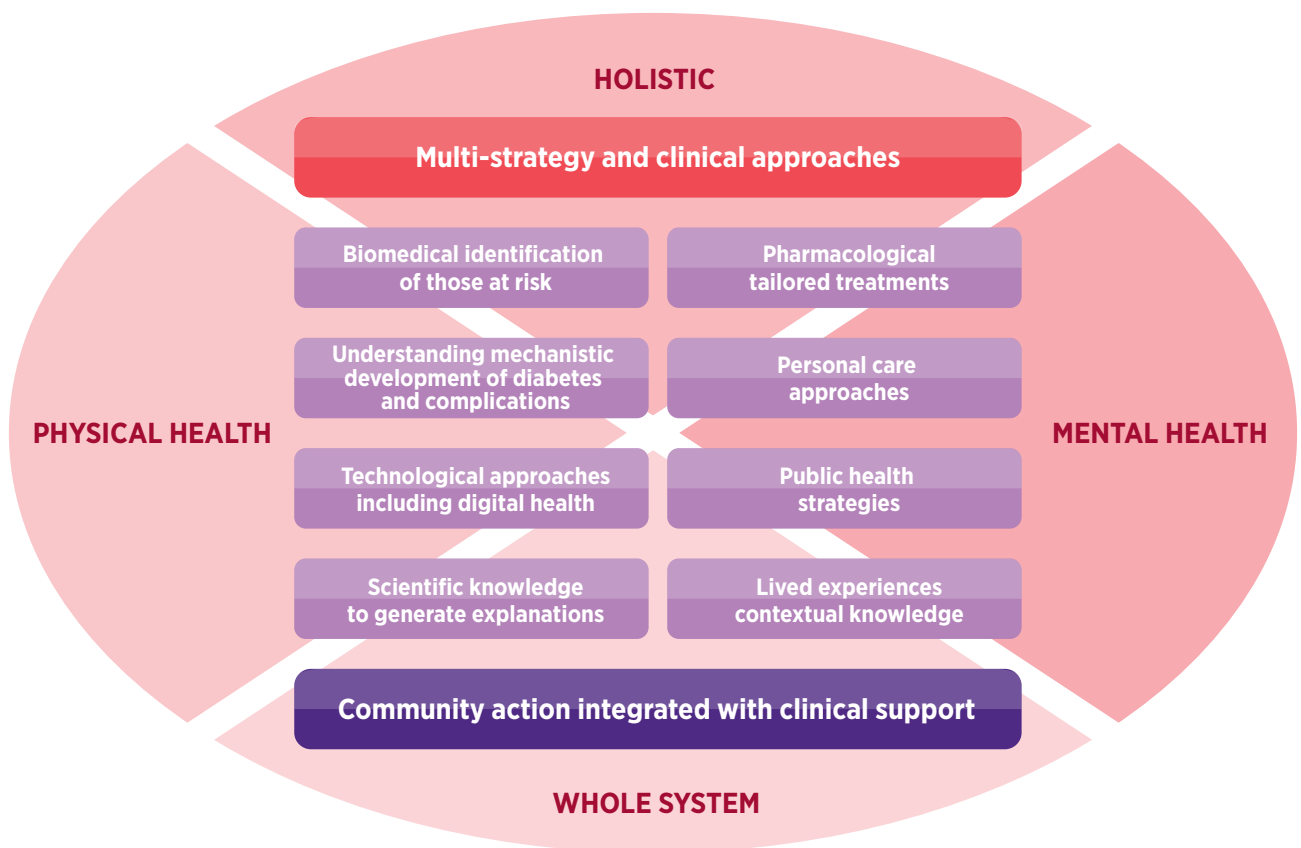 HOLISTIC
Multi-strategy and clinical approaches
Biomedical identification
of those at risk
Pharmacological
tailored treatments
Understanding mechanistic
development of diabetes
and complications
Personal care
approaches
PHYSICAL HEALTH
MENTAL HEALTH
Technological approaches
including digital health
Public health
strategies
Scientific knowledge
to generate explanations
Lived experiences
contextual knowledge
Community action integrated with clinical support
WHOLE SYSTEM